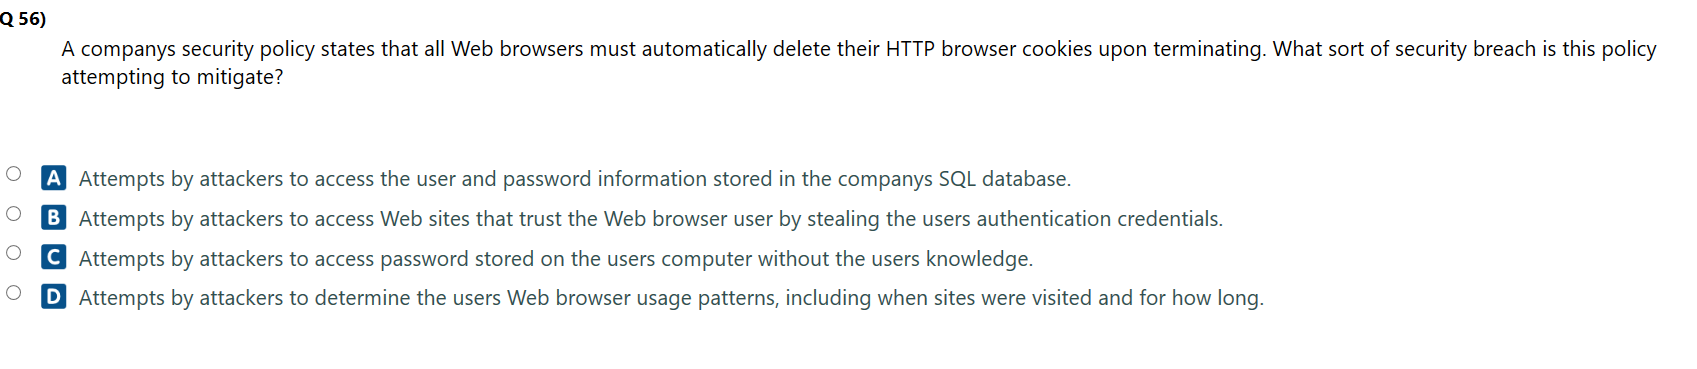 Q 56)
A companys security policy states that all Web browsers must automatically delete their HTTP browser cookies upon terminating. What sort of security breach is this policy
attempting to mitigate?
A Attempts by attackers to access the user and password information stored in the companys SQL database.
B Attempts by attackers to access Web sites that trust the Web browser user by stealing the users authentication credentials.
C Attempts by attackers to access password stored on the users computer without the users knowledge.
D Attempts by attackers to determine the users Web browser usage patterns, including when sites were visited and for how long.